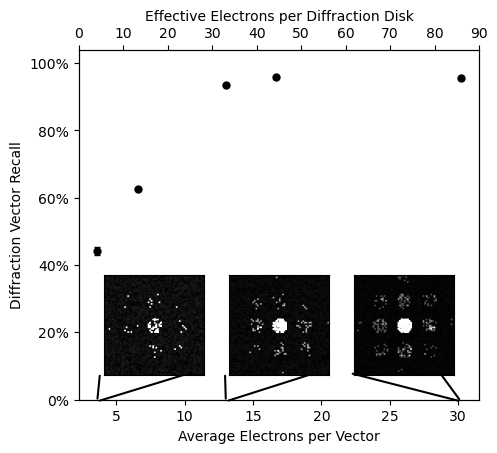 Effective Electrons per Diffraction Disk
0 10 20 30 40 50 60 70 80 90
100%
80%
60%
40%
20%
0%
Diffraction Vector Recall
5 10 15 20 25 30
Average Electrons per Vector